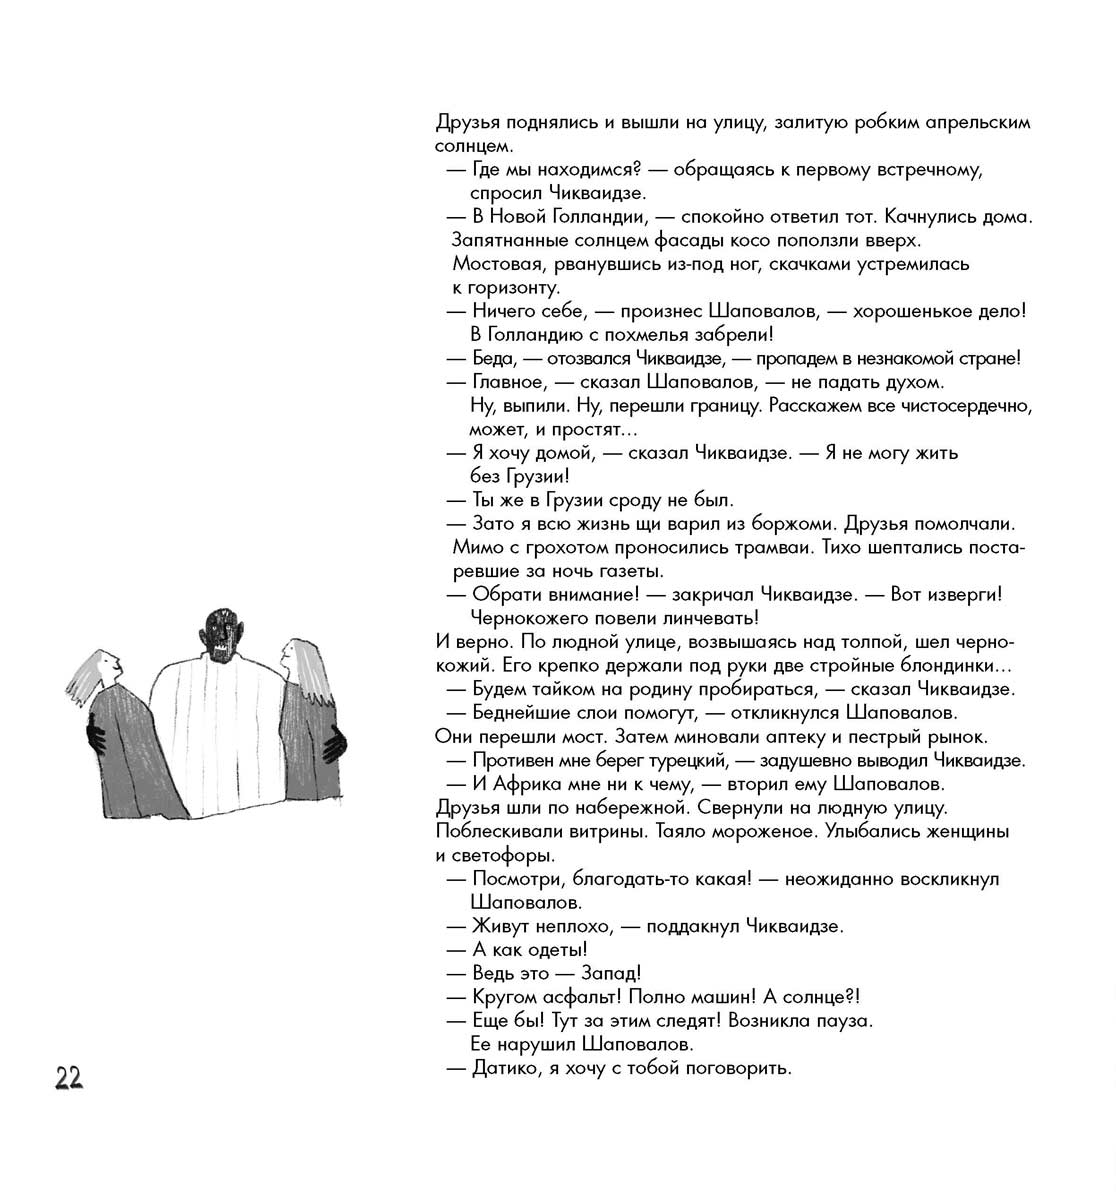 Друзья поднялись и вышли на улицу, залитую робким апрельским
солнцем.
— Где мы находимся? — обращаясь к первому встречному,
спросил Чикваидзе.
— В Новой Голландии, — спокойно ответил тот. Качнулись дома.
Запятнанные солнцем фасады косо поползли вверх.
Мостовая, рванувшись из-под ног, скачками устремилась
к горизонту.
— Ничего себе, — произнес Шаповалов, — хорошенькое дело!
В Голландию с похмелья забрели!
— Беда, — отозвался Чикваидзе, — пропадем в незнакомой стране!
— Главное, — сказал Шаповалов, — не падать духом.
Ну, выпили. Ну, перешли границу. Расскажем все чистосердечно,
может, и простят...
— Я хочу домой, — сказал Чикваидзе. — Я не могу жить
без Грузии!
— Ты же в Грузии сроду не был.
— Зато я всю жизнь щи варил из боржоми. Друзья помолчали.
Мимо с грохотом проносились трамваи. Тихо шептались поста-
ревшие за ночь газеты.
— Обрати внимание! — закричал Чикваидзе. — Вот изверги!
Чернокожего повели линчевать!
И верно. По людной улице, возвышаясь над толпой, шел черно-
кожий. Его крепко держали под руки две стройные блондинки...
— Будем тайком на родину пробираться, — сказал Чикваидзе.
— Беднейшие слои помогут, — откликнулся Шаповалов.
Они перешли мост. Затем миновали аптеку и пестрый рынок.
— Противен мне берег турецкий, — задушевно выводил Чикваидзе.
— И Африка мне ни к чему, — вторил ему Шаповалов.
Друзья шли по набережной. Свернули на людную улицу.
Поблескивали витрины. Таяло мороженое. Улыбались женщины
и светофоры.
— Посмотри, благодать-то какая! — неожиданно воскликнул
Шаповалов.
— Живут неплохо, — поддакнул Чикваидзе.
— А как одеты!
— Ведь это — Запад!
— Кругом асфальт! Полно машин! А солнце?!
— Еще бы! Тут за этим следят! Возникла пауза.
Ее нарушил Шаповалов.
— Датико, я хочу с тобой поговорить.
22